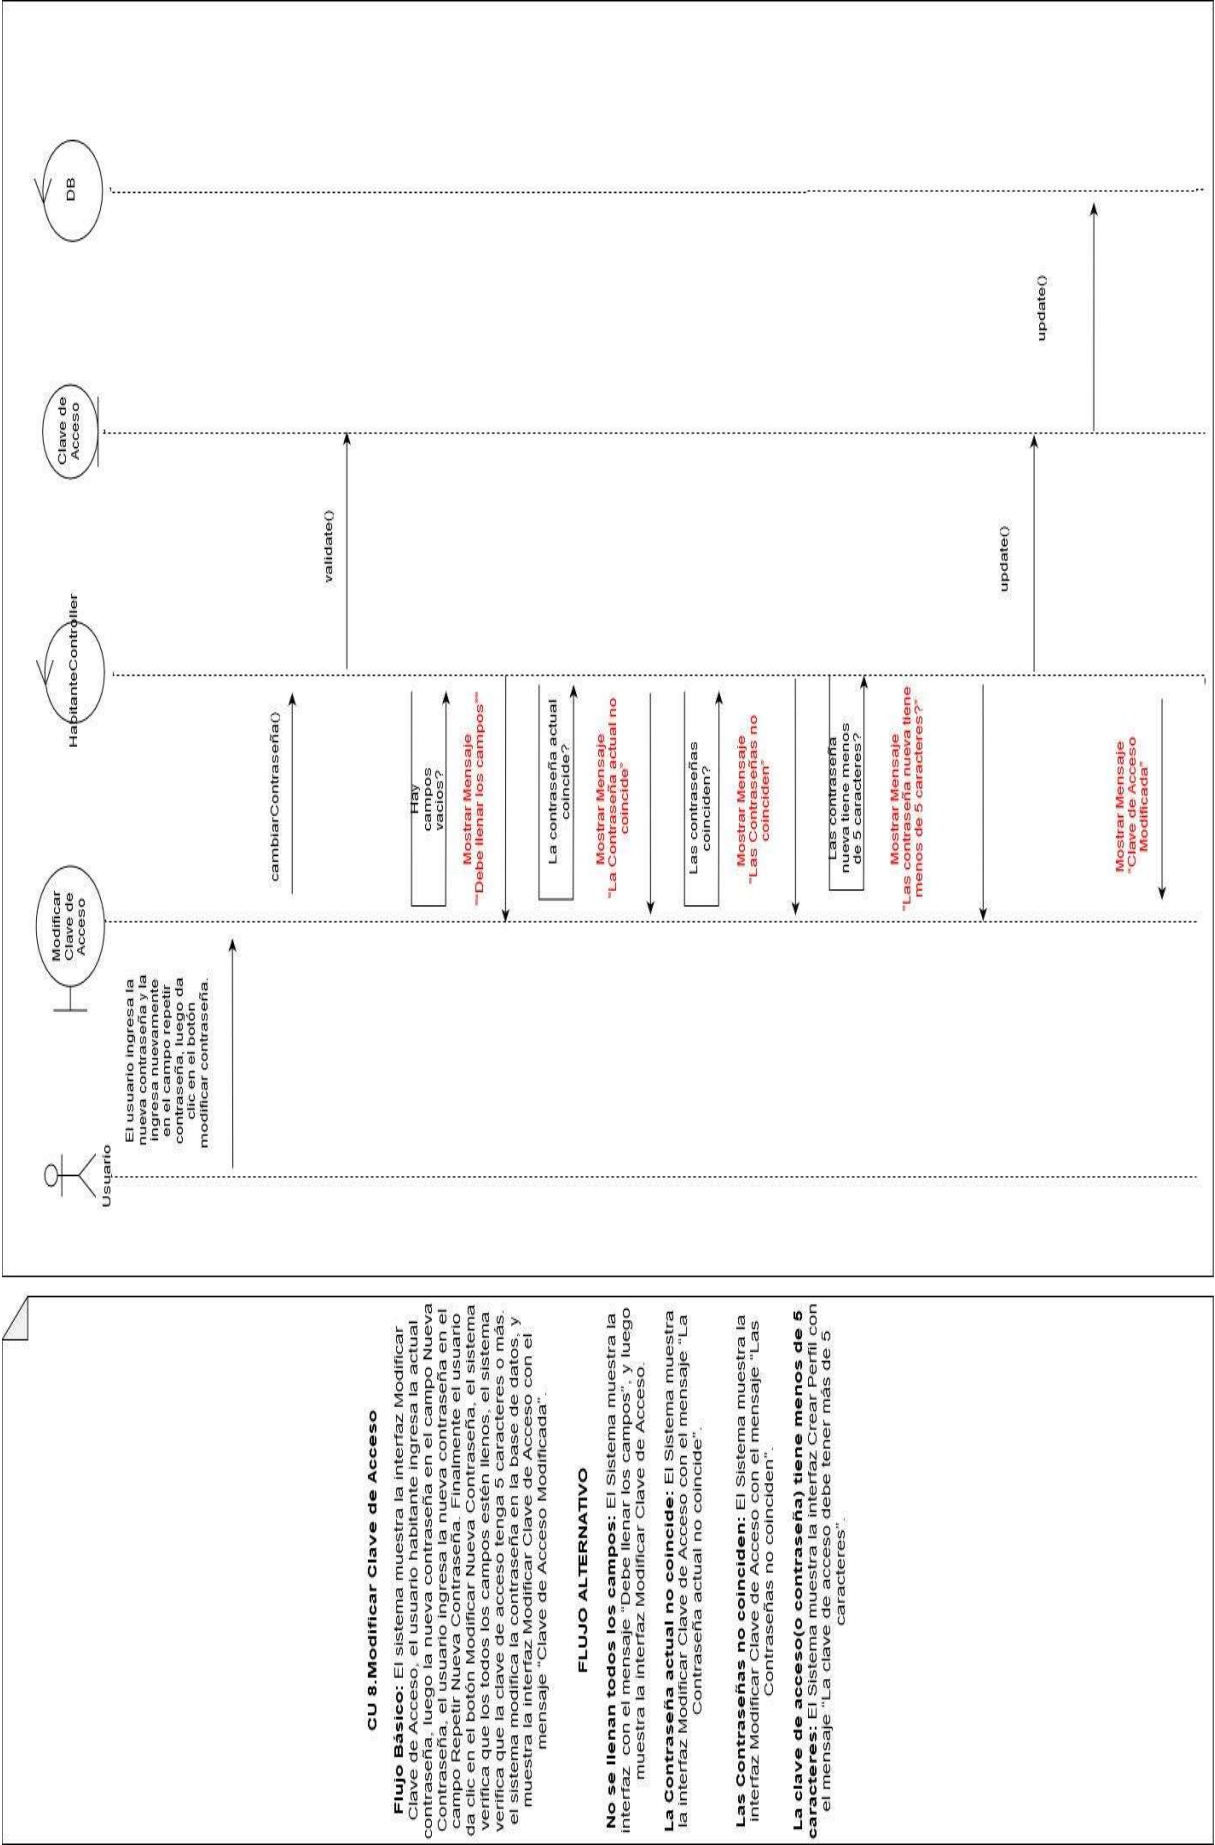 CU 8.Modificar Clave de Acceso
Flujo Básico: El sistema muestra la interfaz Modificar
Clave de Acceso, el usuario habitante ingresa la actual
contraseña, luego la nueva contraseña en el campo Nueva
Contraseña, el usuario ingresa la nueva contraseña en el
campo Repetir Nueva Contraseña. Finalmente el usuario
da clic en el botón Modificar Nueva Contraseña, el sistema
verifica que los todos los campos estén llenos, el sistema
verifica que la clave de acceso tenga 5 caracteres o más.
el sistema modifica la contraseña en la base de datos, y
muestra la interfaz Modificar Clave de Acceso con el
mensaje "Clave de Acceso Modificada".
FLUJO ALTERNATIVO
No se llenan todos los campos: El Sistema muestra la
interfaz con el mensaje "Debe llenar los campos", y luego
muestra la interfaz Modificar Clave de Acceso.
La Contraseña actual no coincide: El Sistema muestra
la interfaz Modificar Clave de Acceso con el mensaje "La
Contraseña actual no coincide".
Las Contraseñas no coinciden: El Sistema muestra la
interfaz Modificar Clave de Acceso con el mensaje "Las
Contraseñas no coinciden".
La clave de acceso(o contraseña) tiene menos de 5
caracteres: El Sistema muestra la interfaz Crear Perfil con
el mensaje "La clave de acceso debe tener más de 5
caracteres".
Usuario
Modificar
Clave de
Acceso
HabitanteController
Clave de
Acceso
DB
El usuario ingresa la
nueva contraseña y la
ingresa nuevamente
en el campo repetir
contraseña, luego da
clic en el botón
modificar contraseña.
cambiarContraseña()
validate()
Hay
campos
vacios?
Mostrar Mensaje
""Debe llenar los campos""
La contraseña actual
coincide?
Mostrar Mensaje
"La Contraseña actual no
coincide"
Las contraseñas
coinciden?
Mostrar Mensaje
"Las Contraseñas no
coinciden"
Las contraseña
nueva tiene menos
de 5 caracteres?
Mostrar Mensaje
"Las contraseña nueva tiene
menos de 5 caracteres?"
update()
update()
Mostrar Mensaje
"Clave de Acceso
Modificada"